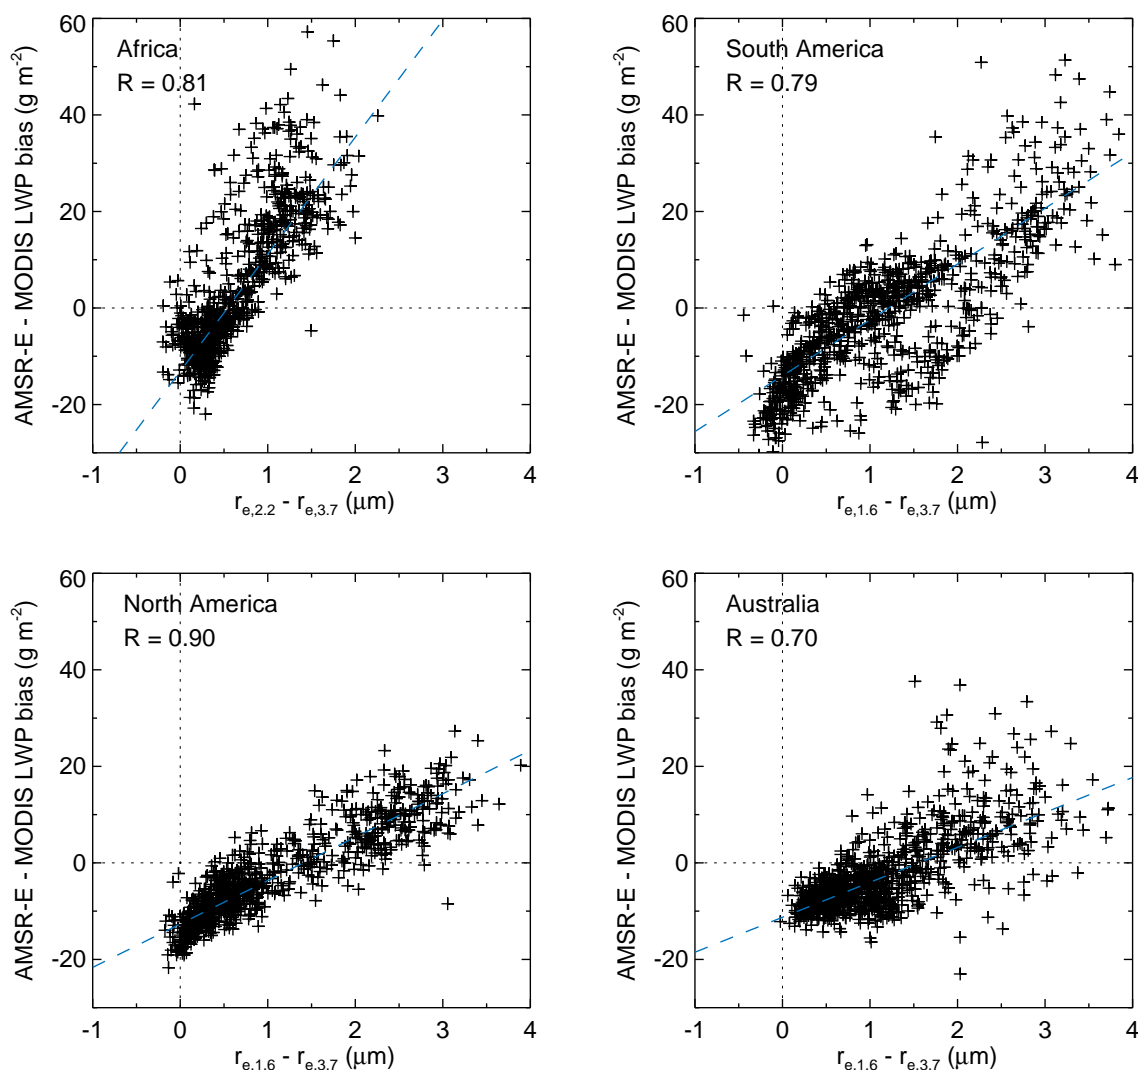 Africa
R = 0.81
AMSR-E - MODIS LWP bias (g m-2)
60
40
20
0
-20
-1 0 1 2 3 4
re,2.2 - re,3.7 (μm)
South America
R = 0.79
AMSR-E - MODIS LWP bias (g m-2)
60
40
20
0
-20
-1 0 1 2 3 4
re,1.6 - re,3.7 (μm)
North America
R = 0.90
AMSR-E - MODIS LWP bias (g m-2)
60
40
20
0
-20
-1 0 1 2 3 4
re,1.6 - re,3.7 (μm)
Australia
R = 0.70
AMSR-E - MODIS LWP bias (g m-2)
60
40
20
0
-20
-1 0 1 2 3 4
re,1.6 - re,3.7 (μm)